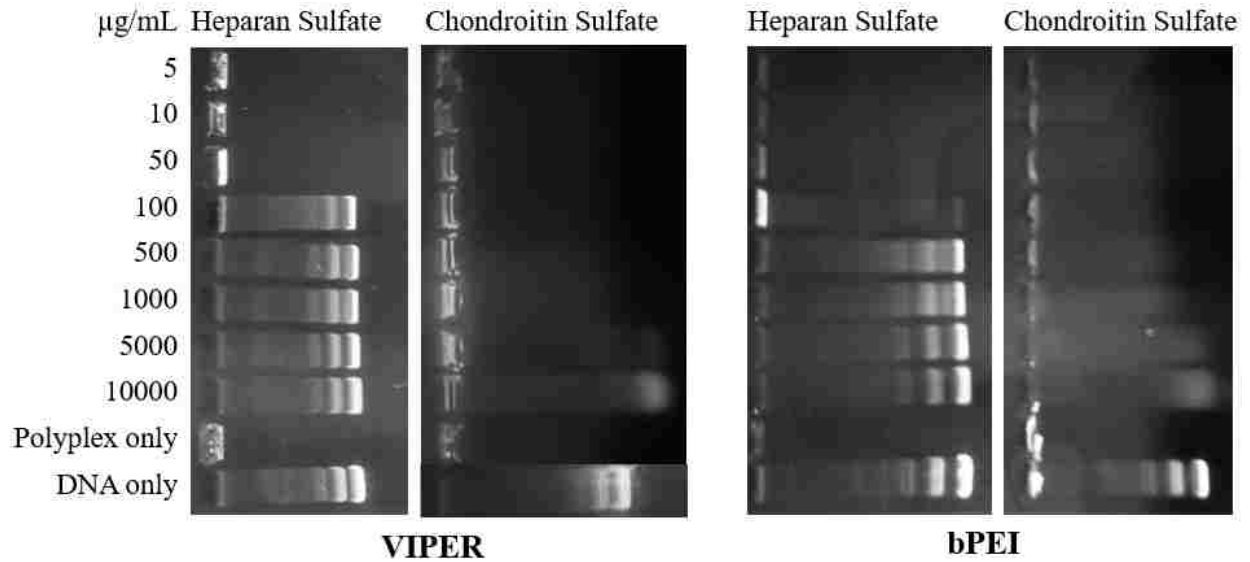 µg/mL Heparan Sulfate Chondroitin Sulfate Heparan Sulfate Chondroitin Sulfate
5
10
50
100
500
1000
5000
10000
Polyplex only
DNA only
VIPER bPEI